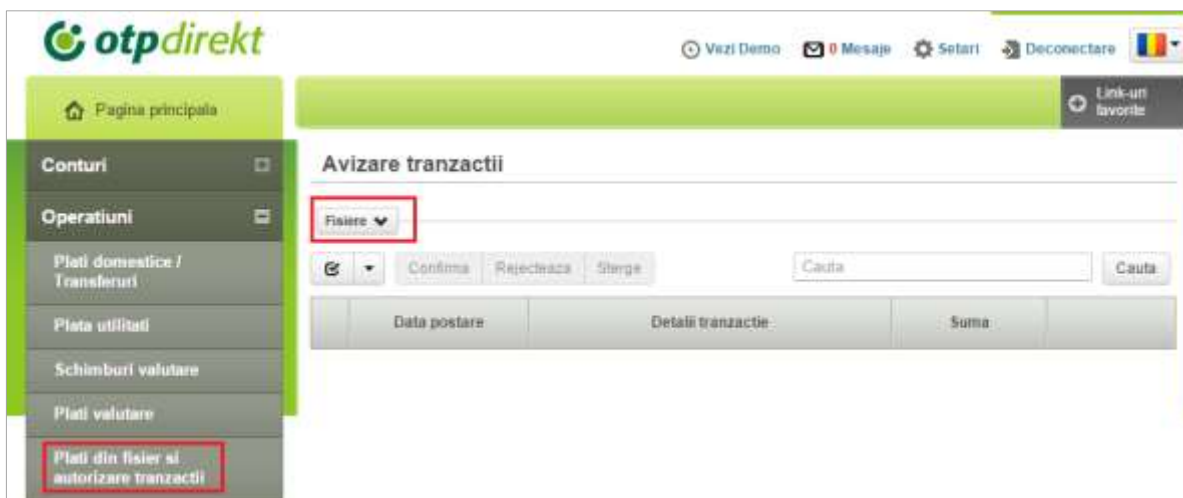 otpdirekt
Vezi Demo 0 Mesaje Setari Deconectare
Pagina principala
Link-uri
favorite
Conturi
Operatiuni
Plati domestice /
Transferuri
Plata utilitati
Schimburi valutare
Plati valutare
Plati din fisier si
autorizare tranzactii
Avizare tranzactii
Fisiere
Confirma Rejecteaza Sterge Cauta Cauta
Data postare Detalii tranzactie Suma